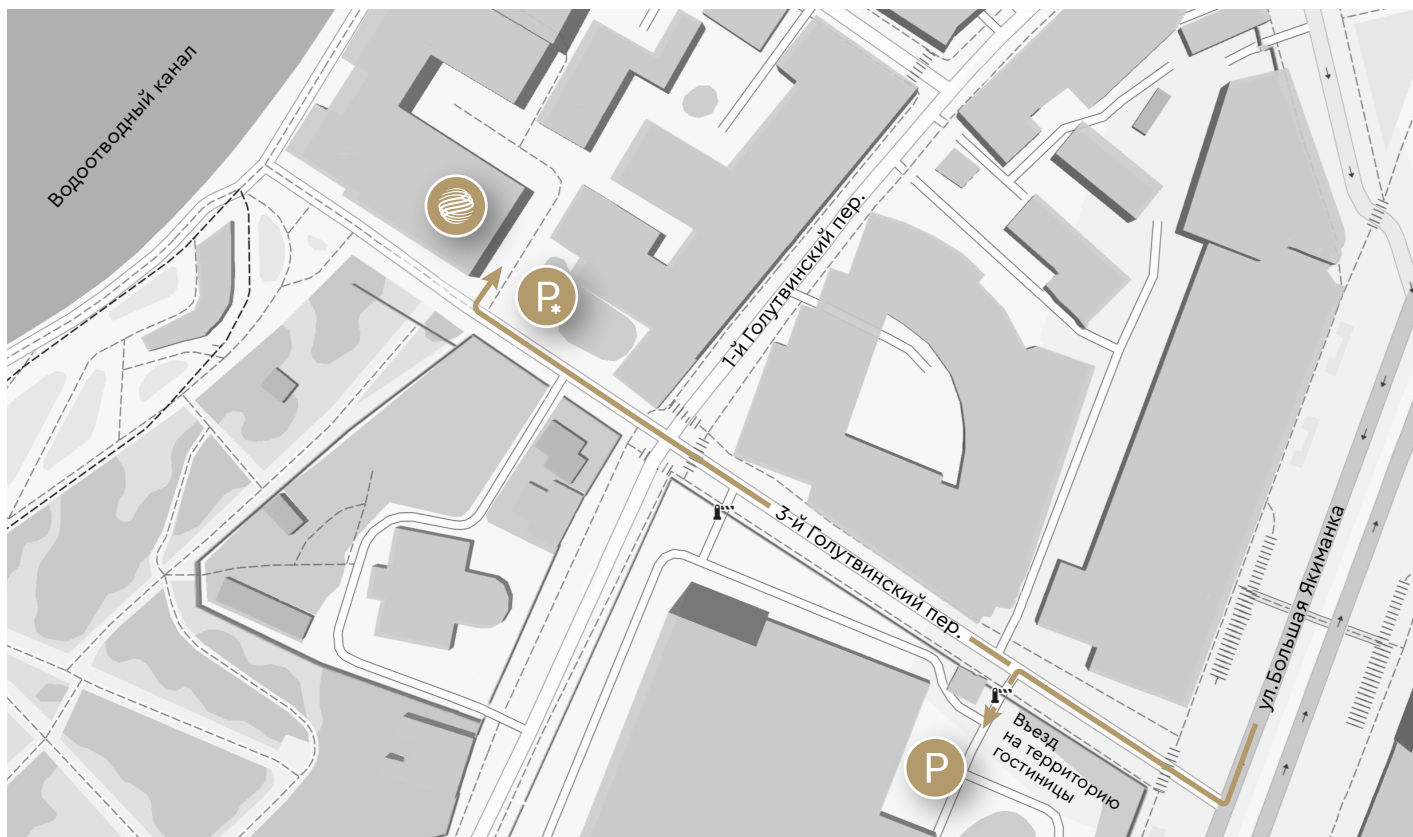 Водоотводный канал
1-й Голутвинский пер.
P*
3-й Голутвинский пер.
ул.Большая Якиманка
Въезд
на территорию
гостиницы
P